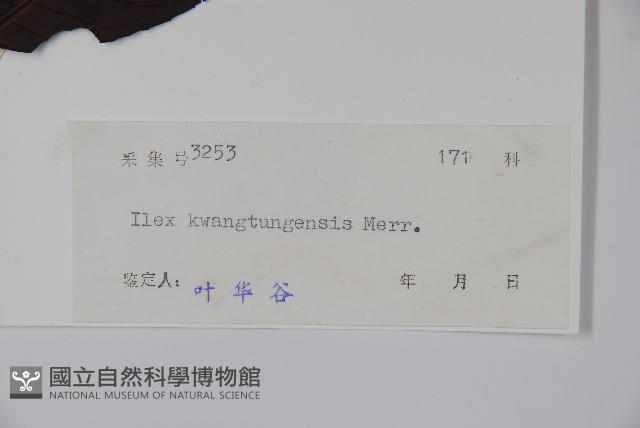 采集号3253 171 科
Ilex kwangtungensis Merr.
鉴定人: 叶华谷 年 月 日
國立自然科學博物館
NATIONAL MUSEUM OF NATURAL SCIENCE